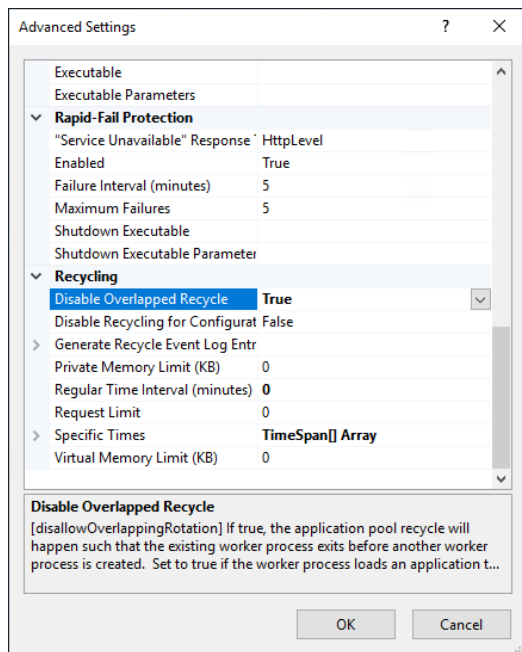 Advanced Settings ?
Executable
Executable Parameters
Rapid-Fail Protection
"Service Unavailable" Response HttpLevel
Enabled True
Failure Interval (minutes) 5
Maximum Failures 5
Shutdown Executable
Shutdown Executable Parameter
Recycling
Disable Overlapped Recycle True
Disable Recycling for Configurat False
Generate Recycle Event Log Entr
Private Memory Limit (KB) 0
Regular Time Interval (minutes) 0
Request Limit 0
Specific Times TimeSpan[] Array
Virtual Memory Limit (KB) 0
Disable Overlapped Recycle
[disallowOverlappingRotation] If true, the application pool recycle will
happen such that the existing worker process exits before another worker
process is created. Set to true if the worker process loads an application t...
OK Cancel